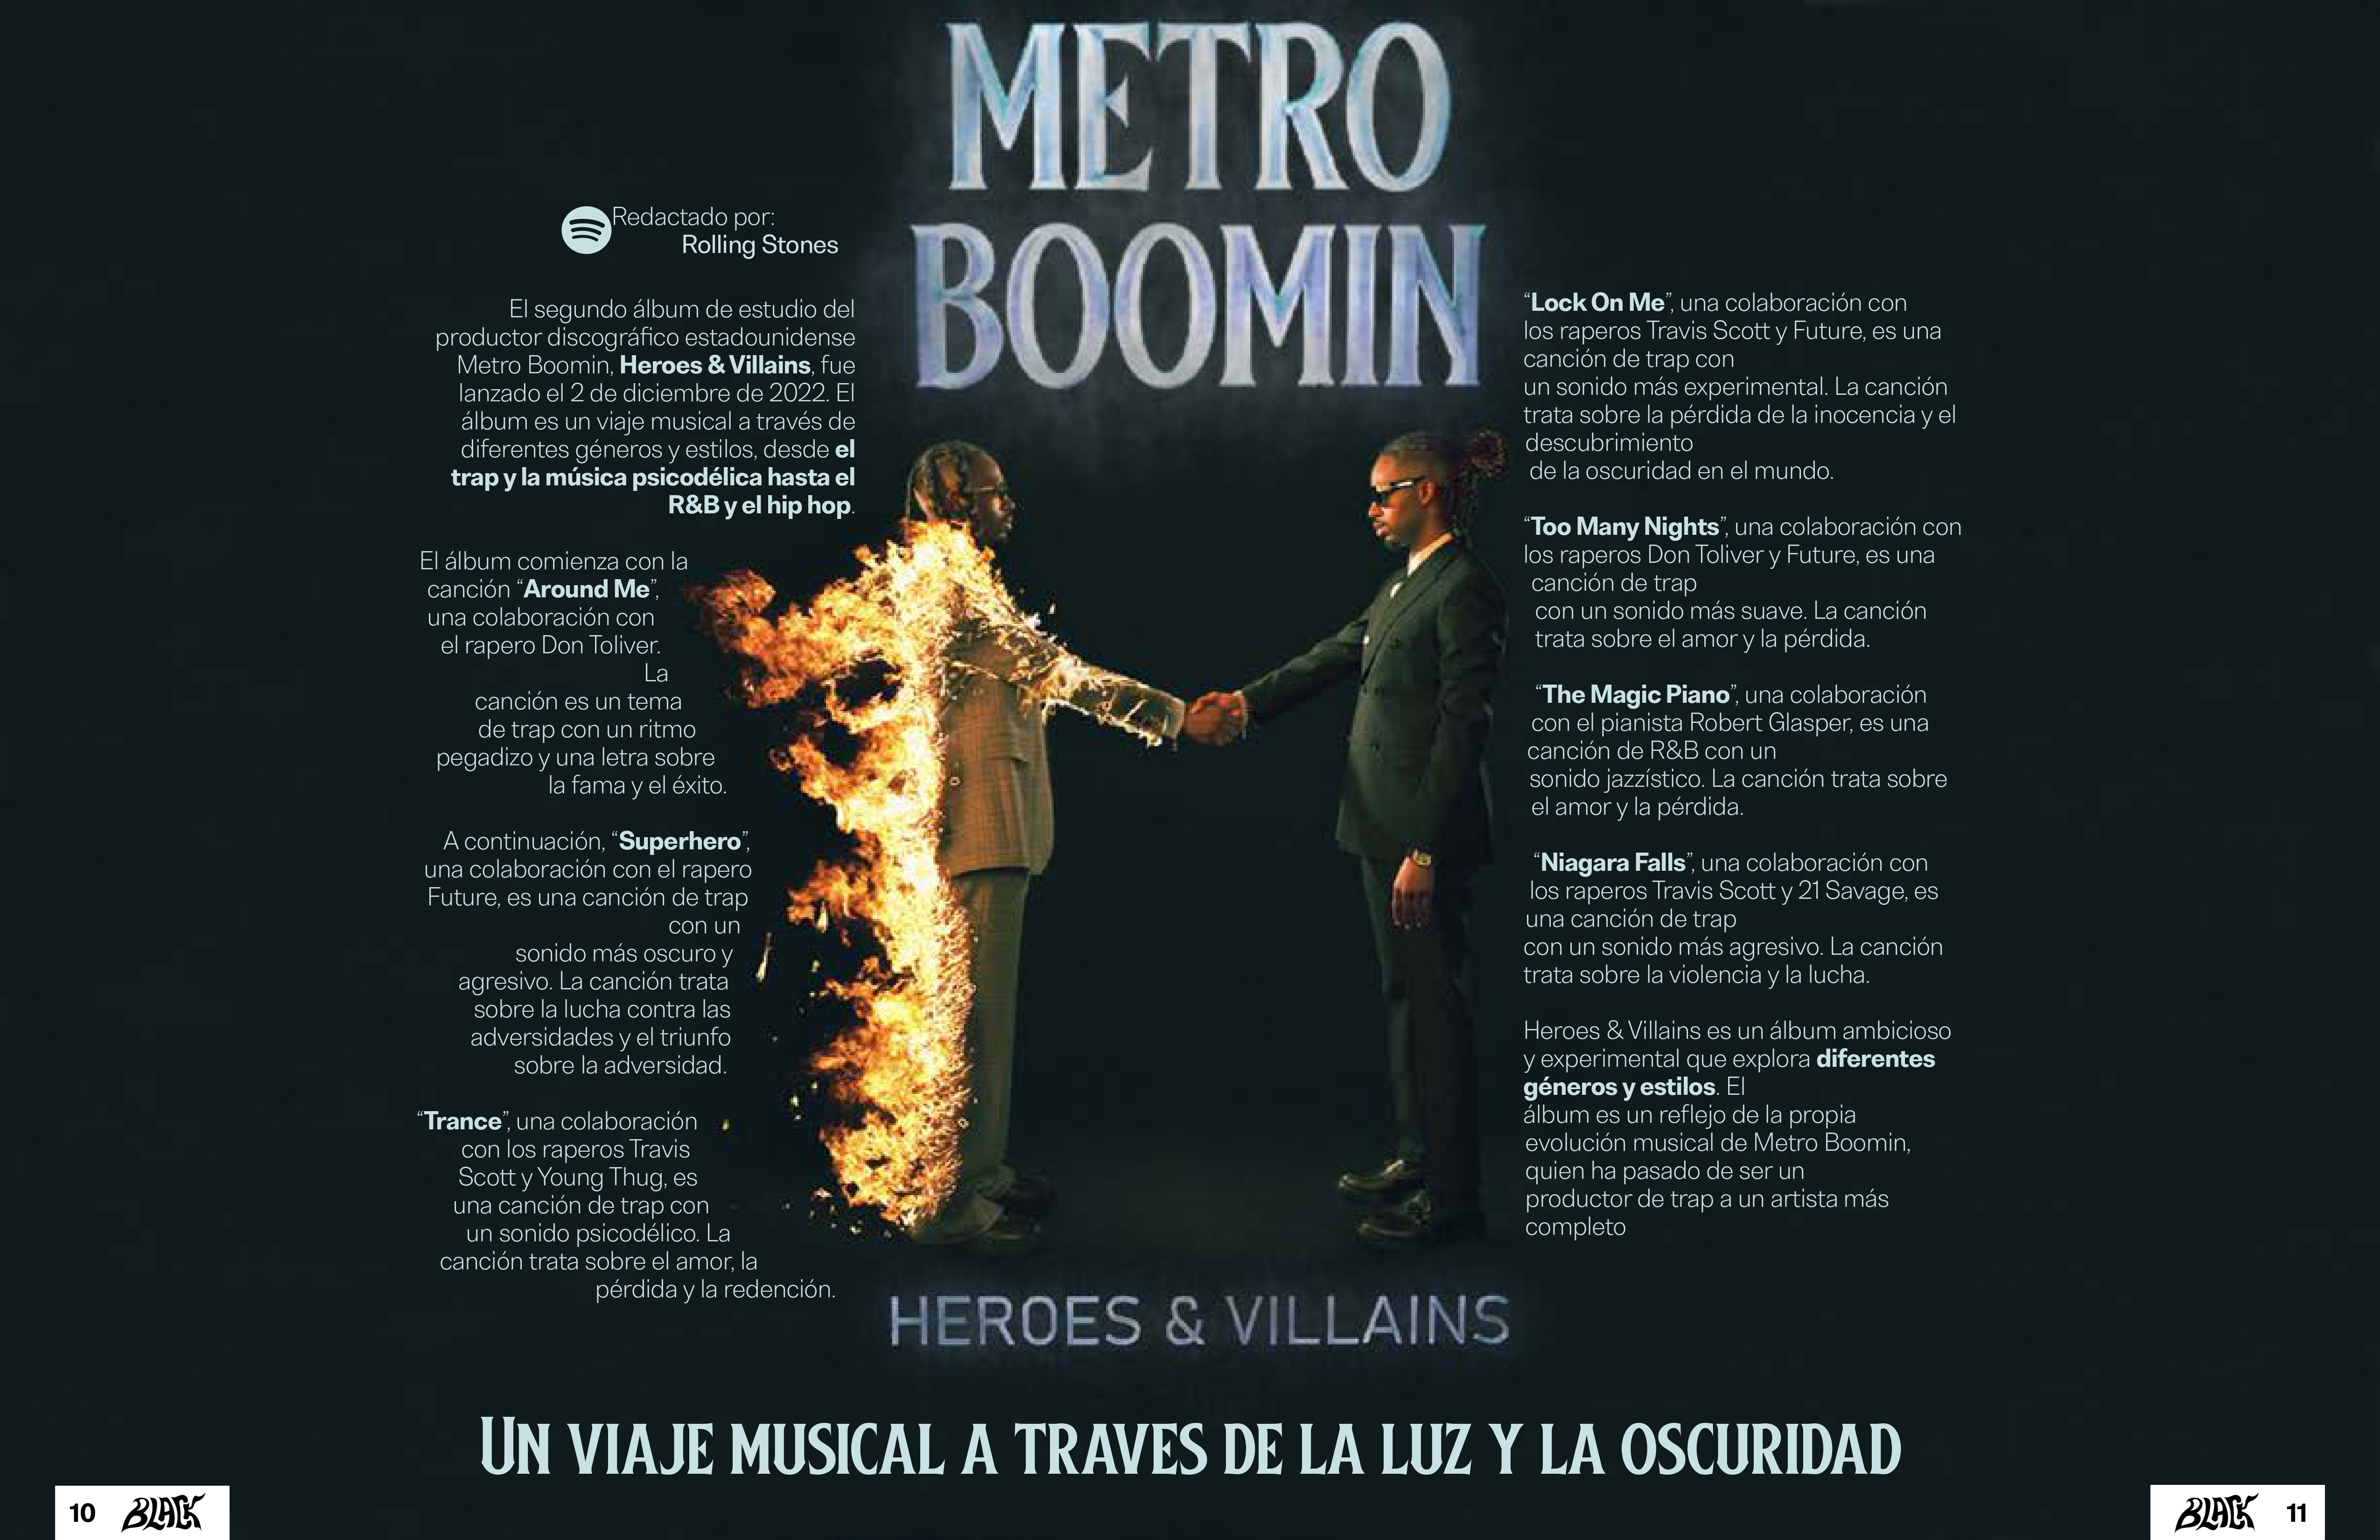 METRO
BOOMIN
Redactado por:
Rolling Stones
El segundo álbum de estudio del
productor discográfico estadounidense
Metro Boomin, Heroes & Villains, fue
lanzado el 2 de diciembre de 2022. El
álbum es un viaje musical a través de
diferentes géneros y estilos, desde el
trap y la música psicodélica hasta el
R&B y el hip hop.
El álbum comienza con la
canción “Around Me”,
una colaboración con
el rapero Don Toliver.
La
canción es un tema
de trap con un ritmo
pegadizo y una letra sobre
la fama y el éxito.
A continuación, “Superhero”,
una colaboración con el rapero
Future, es una canción de trap
con un
sonido más oscuro y
agresivo. La canción trata
sobre la lucha contra las
adversidades y el triunfo
sobre la adversidad.
“Trance”, una colaboración
con los raperos Travis
Scott y Young Thug, es
una canción de trap con
un sonido psicodélico. La
canción trata sobre el amor, la
pérdida y la redención.
“Lock On Me”, una colaboración con
los raperos Travis Scott y Future, es una
canción de trap con
un sonido más experimental. La canción
trata sobre la pérdida de la inocencia y el
descubrimiento
de la oscuridad en el mundo.
“Too Many Nights”, una colaboración con
los raperos Don Toliver y Future, es una
canción de trap
con un sonido más suave. La canción
trata sobre el amor y la pérdida.
“The Magic Piano”, una colaboración
con el pianista Robert Glasper, es una
canción de R&B con un
sonido jazzístico. La canción trata sobre
el amor y la pérdida.
“Niagara Falls”, una colaboración con
los raperos Travis Scott y 21 Savage, es
una canción de trap
con un sonido más agresivo. La canción
trata sobre la violencia y la lucha.
Heroes & Villains es un álbum ambicioso
y experimental que explora diferentes
géneros y estilos. El
álbum es un reflejo de la propia
evolución musical de Metro Boomin,
quien ha pasado de ser un
productor de trap a un artista más
completo
HEROES & VILLAINS
UN VIAJE MUSICAL A TRAVES DE LA LUZ Y LA OSCURIDAD
10 BLACK
BLACK 11